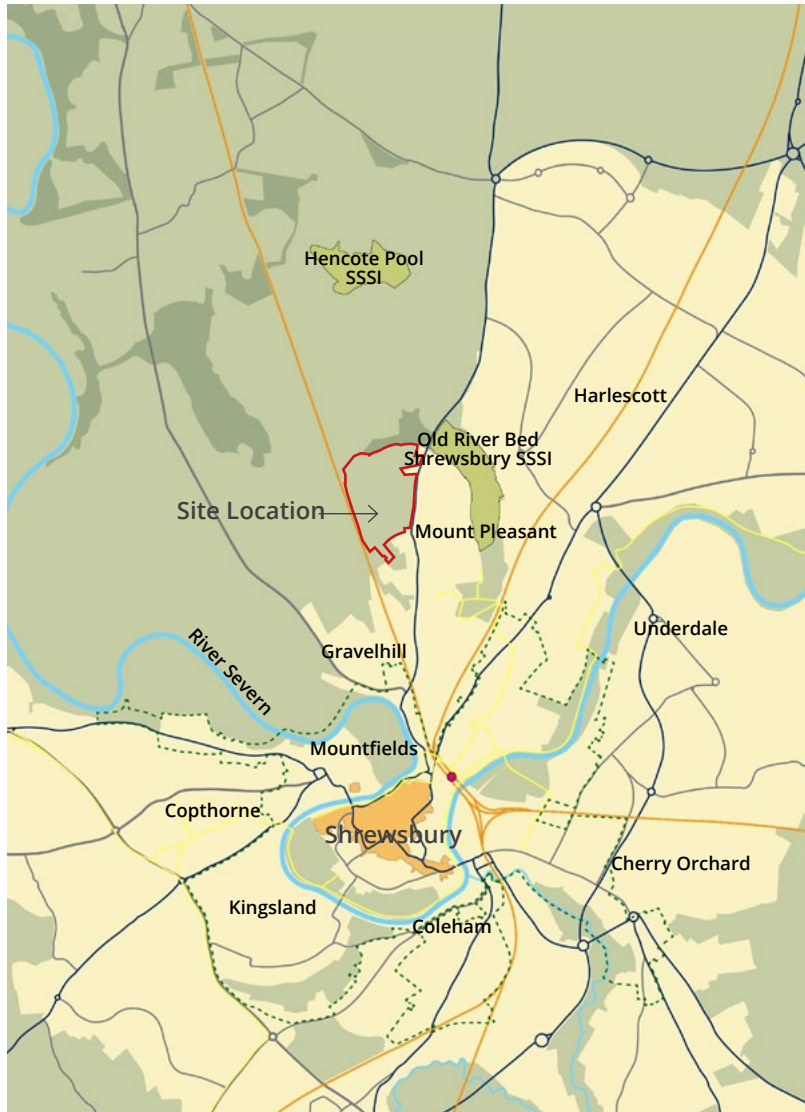 Hencote Pool
SSSI
Harlescott
Old River Bed
Shrewsbury SSSI
Site Location
Mount Pleasant
Underdale
River Severn
Gravelhill
Mountfields
Copthorne
Shrewsbury
Cherry Orchard
Kingsland
Coleham